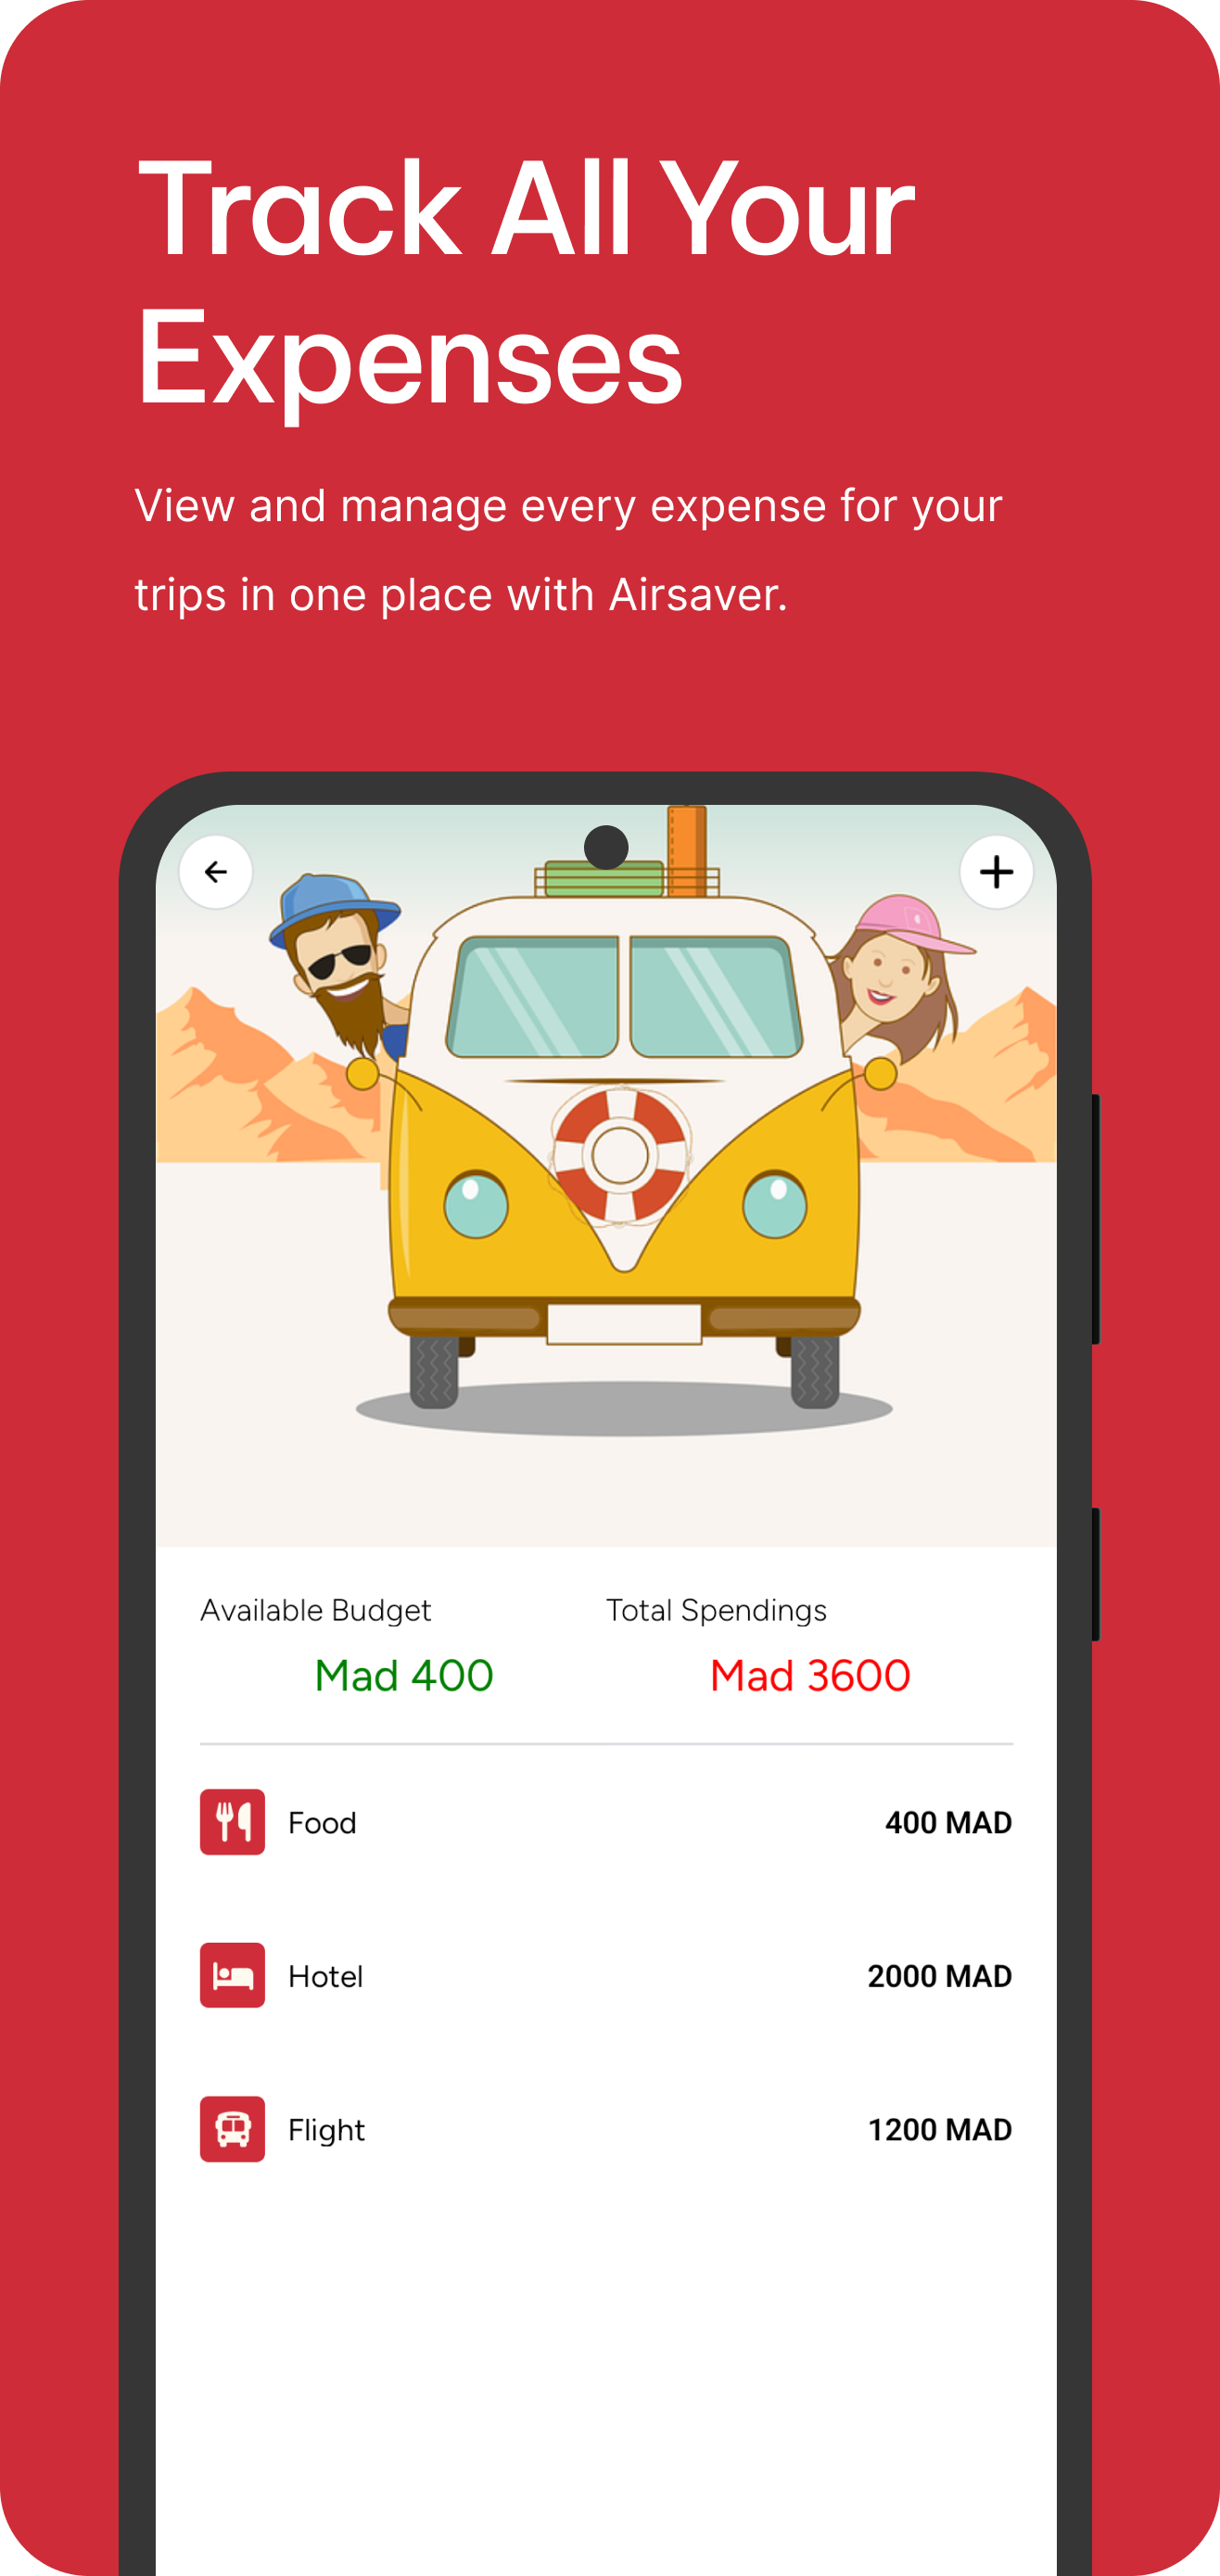 Track All Your
Expenses
View and manage every expense for your
trips in one place with Airsaver.
Available Budget Total Spendings
Mad 400 Mad 3600
Food 400 MAD
Hotel 2000 MAD
Flight 1200 MAD